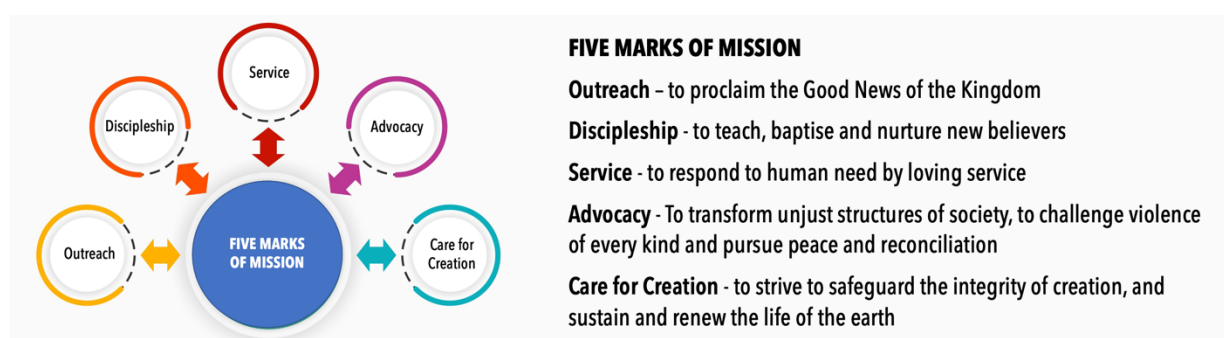 Service
Discipleship
Advocacy
Outreach
FIVE MARKS
OF MISSION
Care for
Creation
FIVE MARKS OF MISSION
Outreach – to proclaim the Good News of the Kingdom
Discipleship - to teach, baptise and nurture new believers
Service - to respond to human need by loving service
Advocacy - To transform unjust structures of society, to challenge violence
of every kind and pursue peace and reconciliation
Care for Creation - to strive to safeguard the integrity of creation, and
sustain and renew the life of the earth